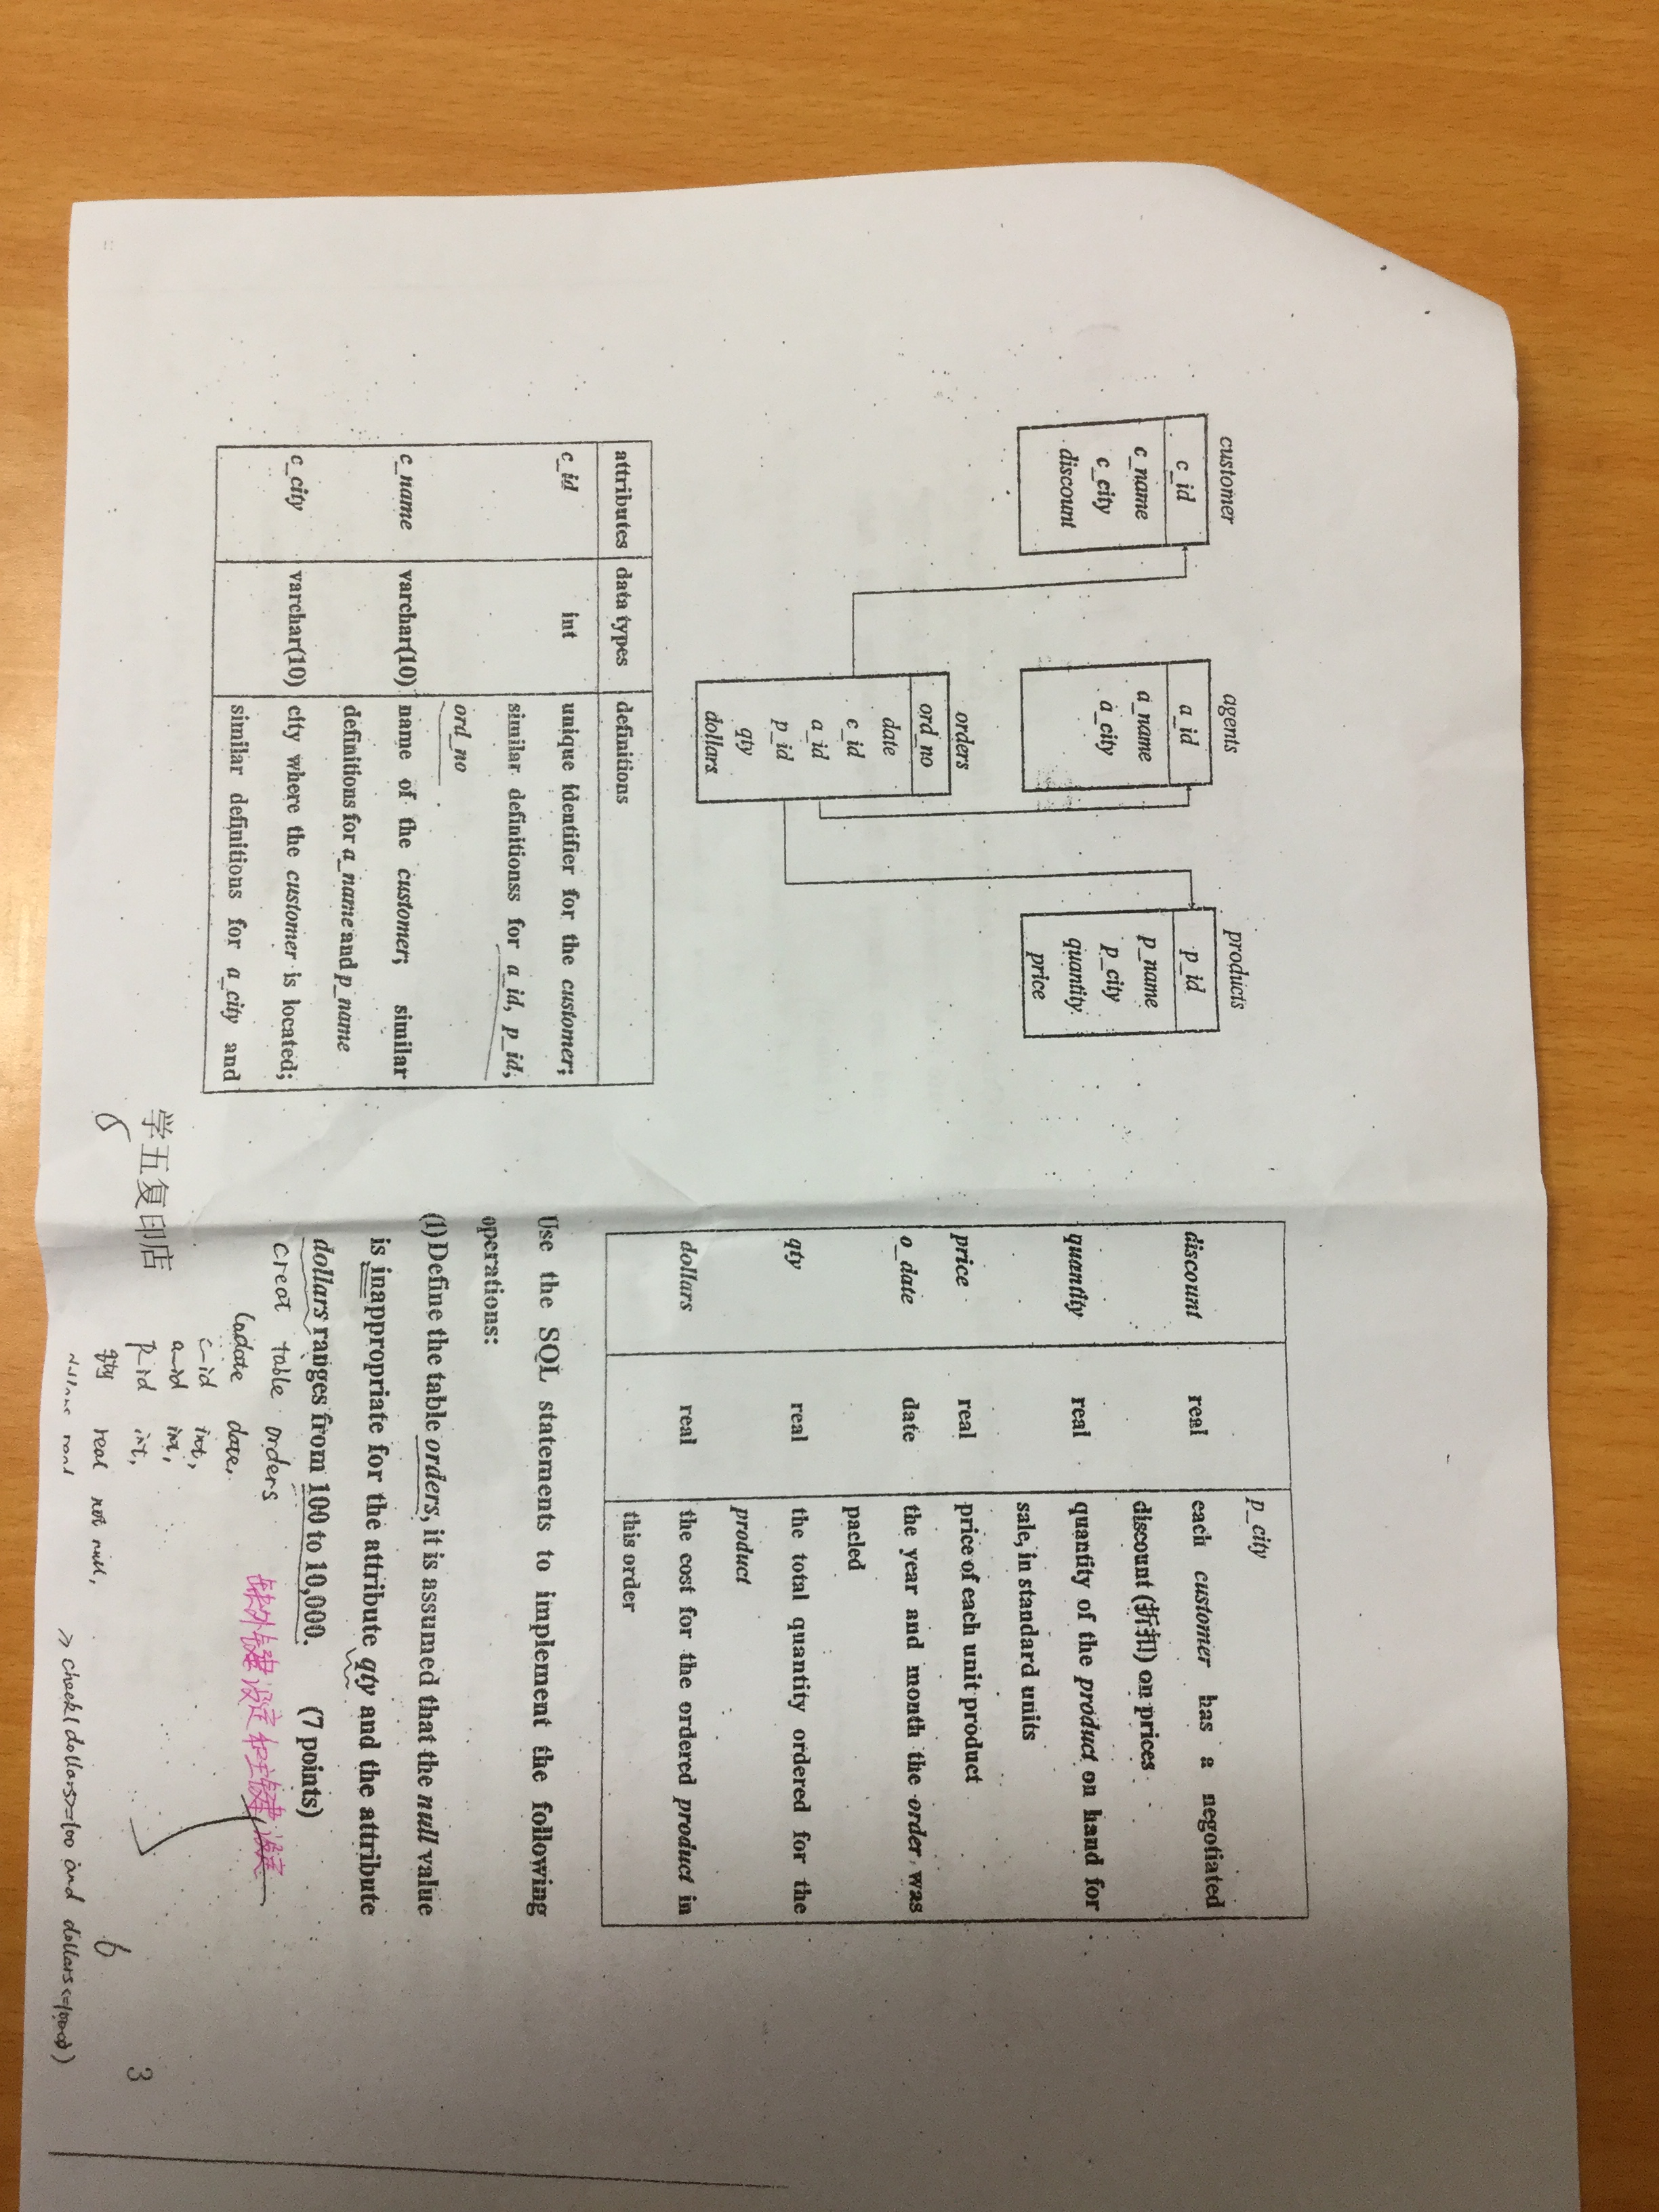 customer
c_id
c_name
c_city
discount
agents
a_id
a_name
a_city
products
p_id
p_name
p_city
quantity
price
orders
ord_no
date
c_id
a_id
p_id
qty
dollars
attributes data types definitions
c_id int unique identifier for the customer;
similar definitionss for a_id, p_id,
ord_no
c_name varchar(10) name of the customer; similar
definitions for a_name and p_name
c_city varchar(10) city where the customer is located;
similar definitions for a_city and
学五复印店
6
p_city
discount real each customer has a negotiated
discount (折扣) on prices
quantity real quantity of the product on hand for
sale, in standard units
price real price of each unit product
o_date date the year and month the order was
pacled
qty real the total quantity ordered for the
product
dollars real the cost for the ordered product in
this order
Use the SQL statements to implement the following
operations:
(1) Define the table orders, it is assumed that the null value
is inappropriate for the attribute qty and the attribute
dollars ranges from 100 to 10,000. (7 points)
creat table orders
缺外键设定和主键设定
date,
c_id int,
a_id int,
p_id int,
qty real not null,
dollars real
check(dollars>=100 and dollars<=10000)
6
3